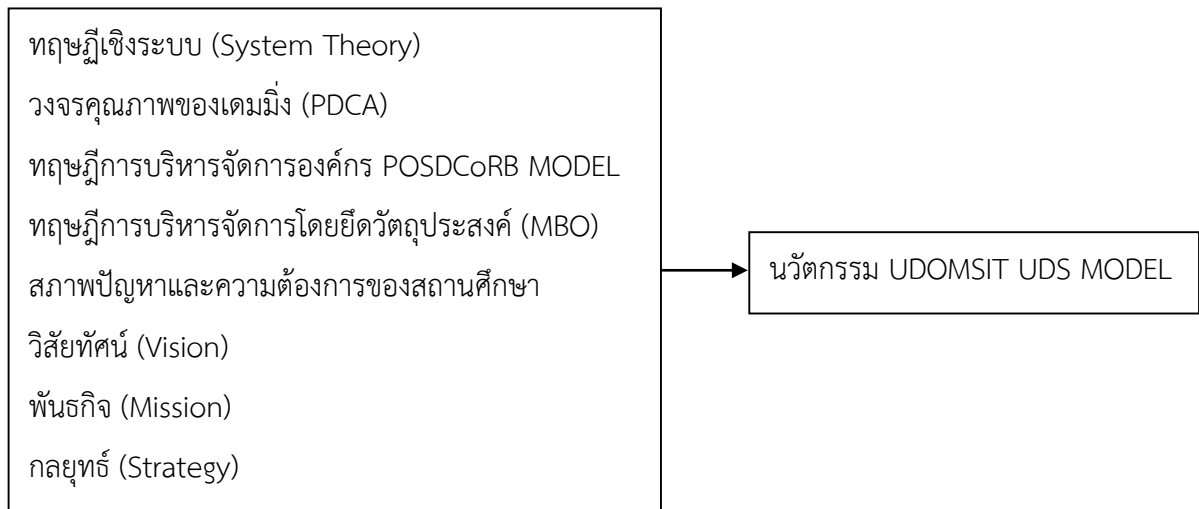 ทฤษฏีเชิงระบบ (System Theory)
วงจรคุณภาพของเดมมิ่ง (PDCA)
ทฤษฎีการบริหารจัดการองค์กร POSDCoRB MODEL
ทฤษฎีการบริหารจัดการโดยยึดวัตถุประสงค์ (MBO)
สภาพปัญหาและความต้องการของสถานศึกษา
วิสัยทัศน์ (Vision)
พันธกิจ (Mission)
กลยุทธ์ (Strategy)
นวัตกรรม UDOMSIT UDS MODEL